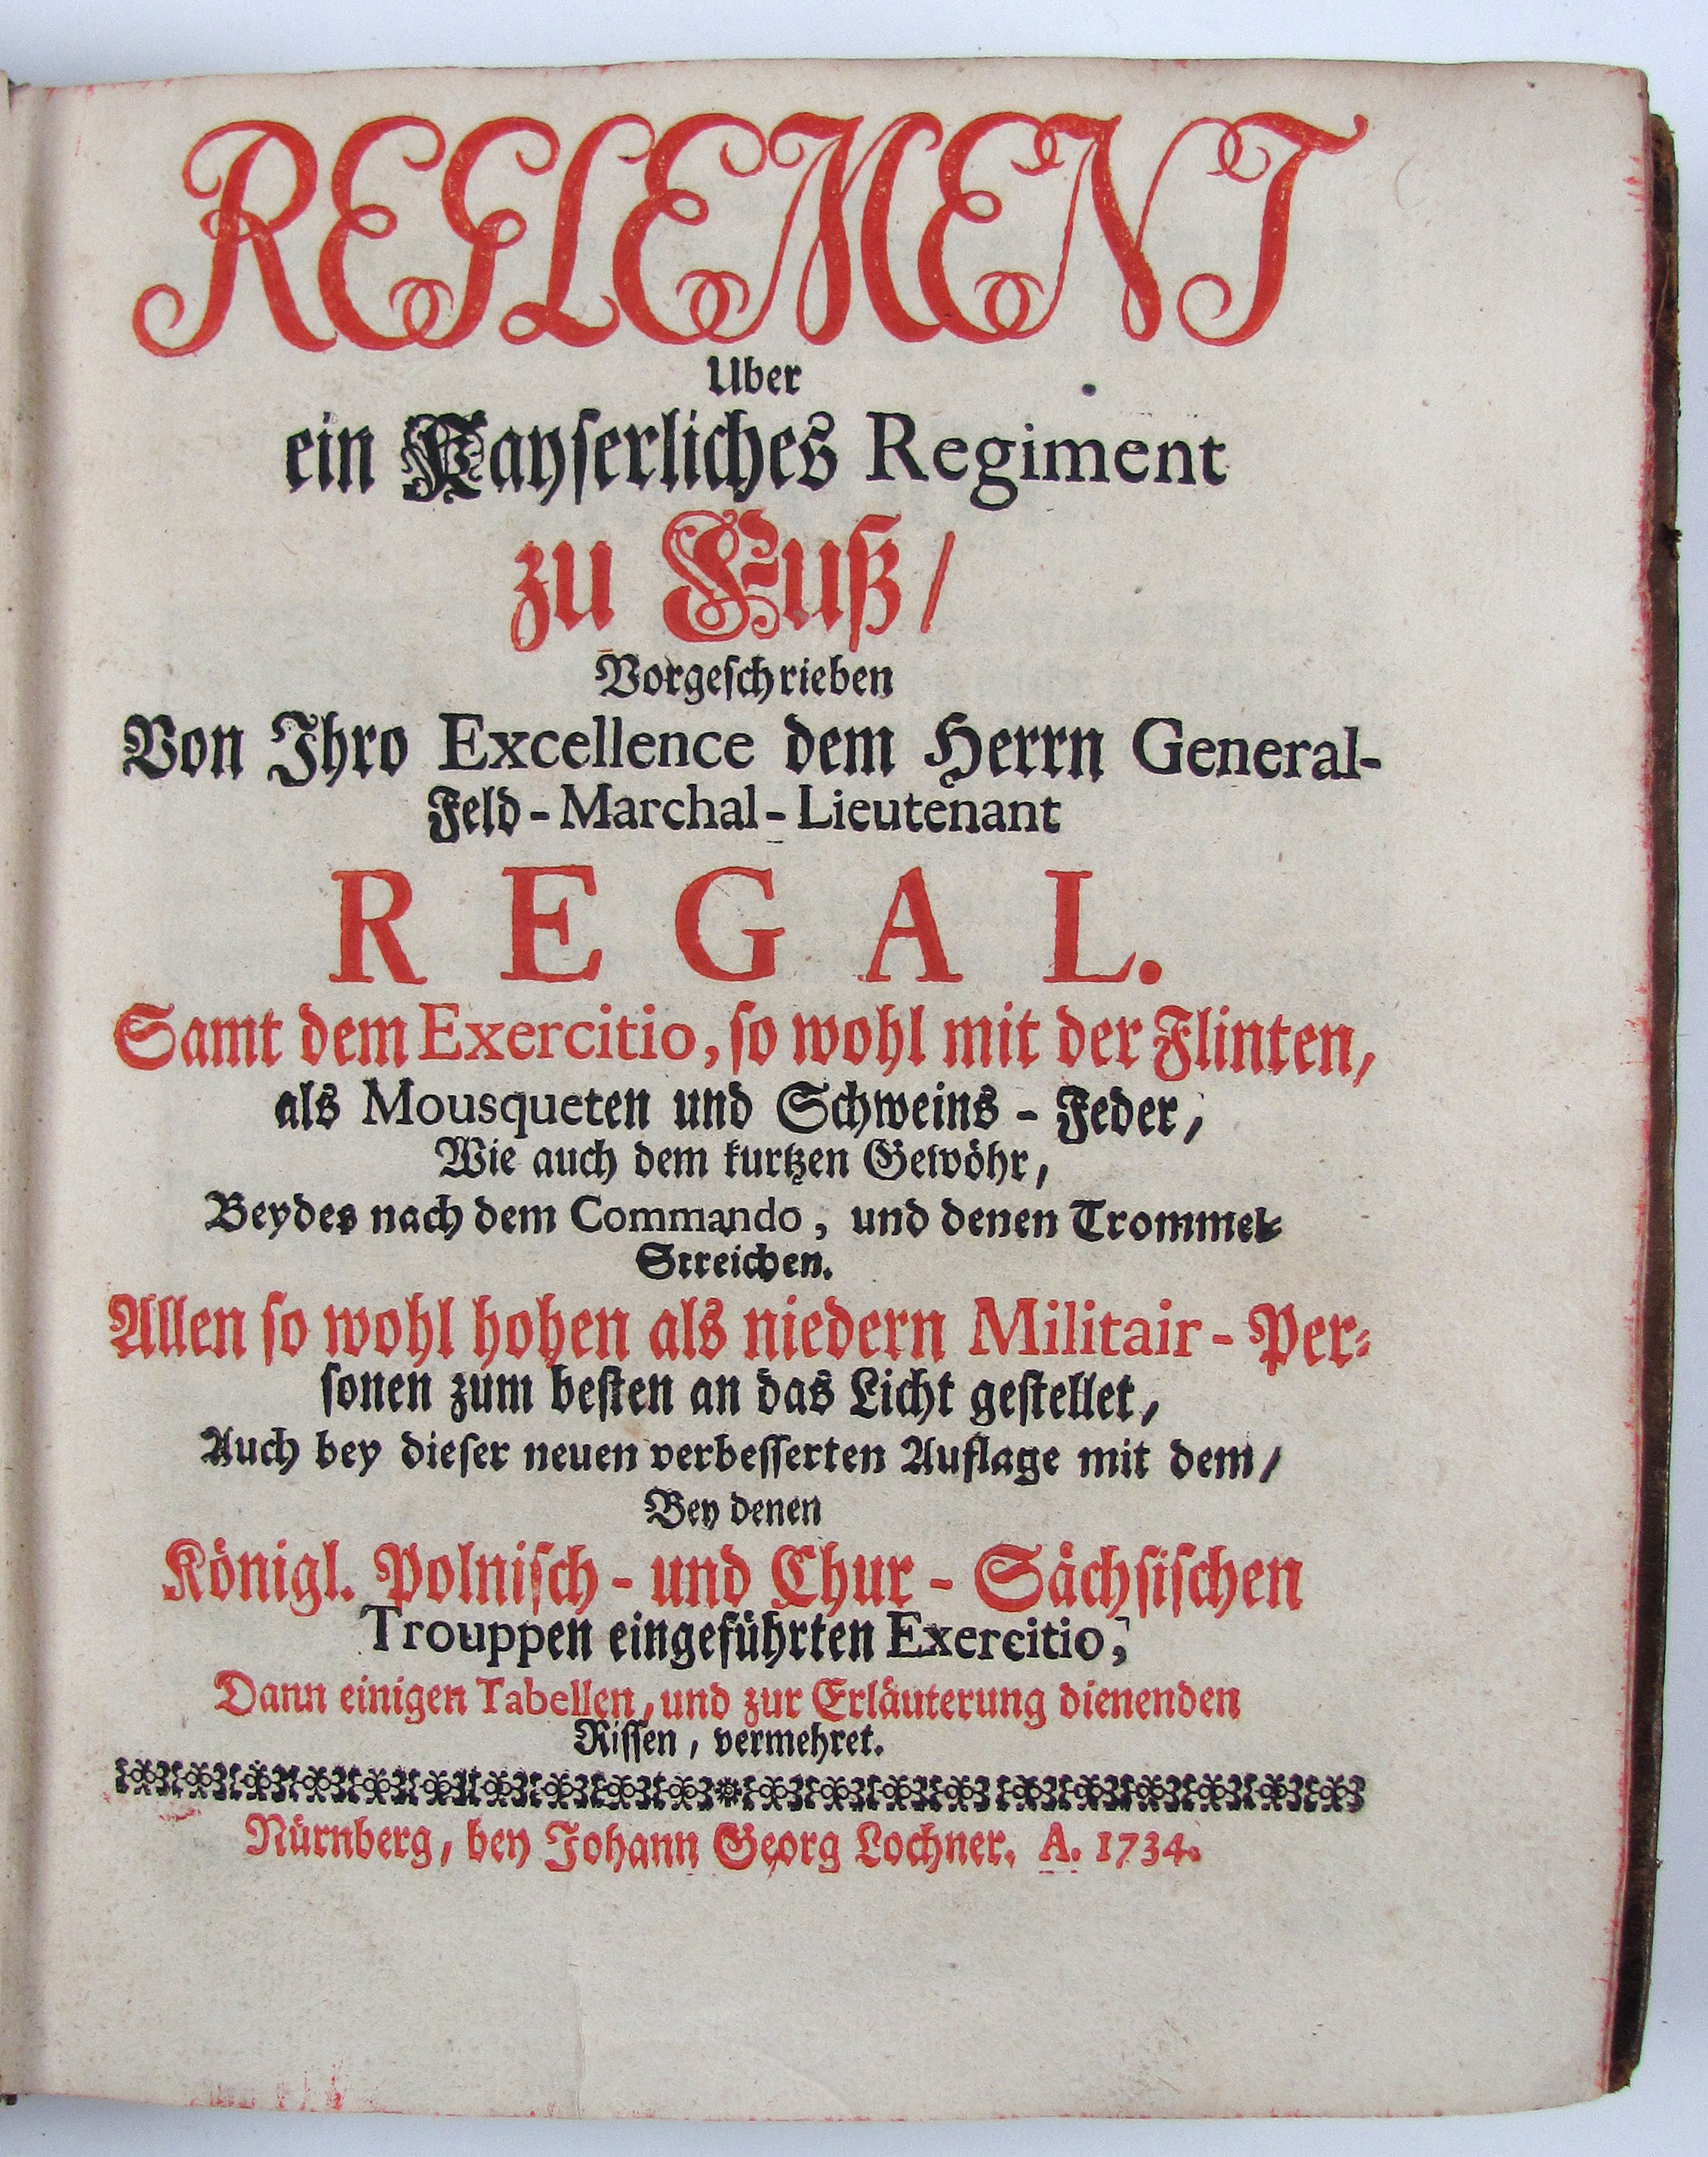 REGLEMENT
Uber
ein Kayserliches Regiment
zu Fuß /
Vorgeschrieben
Von Ihro Excellence dem Herrn General-
Feld-Marchal-Lieutenant
REGAL.
Samt dem Exercitio, so wohl mit der Flinten,
als Mousqueten und Schweins-Feder,
Wie auch dem kurtzen Gewöhr,
Beydes nach dem Commando, und denen Trommel-
Streichen.
Allen so wohl hohen als niedern Militair-Per-
sonen zum besten an das Licht gestellet,
Auch bey dieser neuen verbesserten Auflage mit dem /
Bey denen
Königl. Polnisch- und Chur-Sächsischen
Trouppen eingeführten Exercitio,
Dann einigen Tabellen, und zur Erläuterung dienenden
Rissen, vermehret.
Nürnberg, bey Johann Georg Lochner. A. 1734.